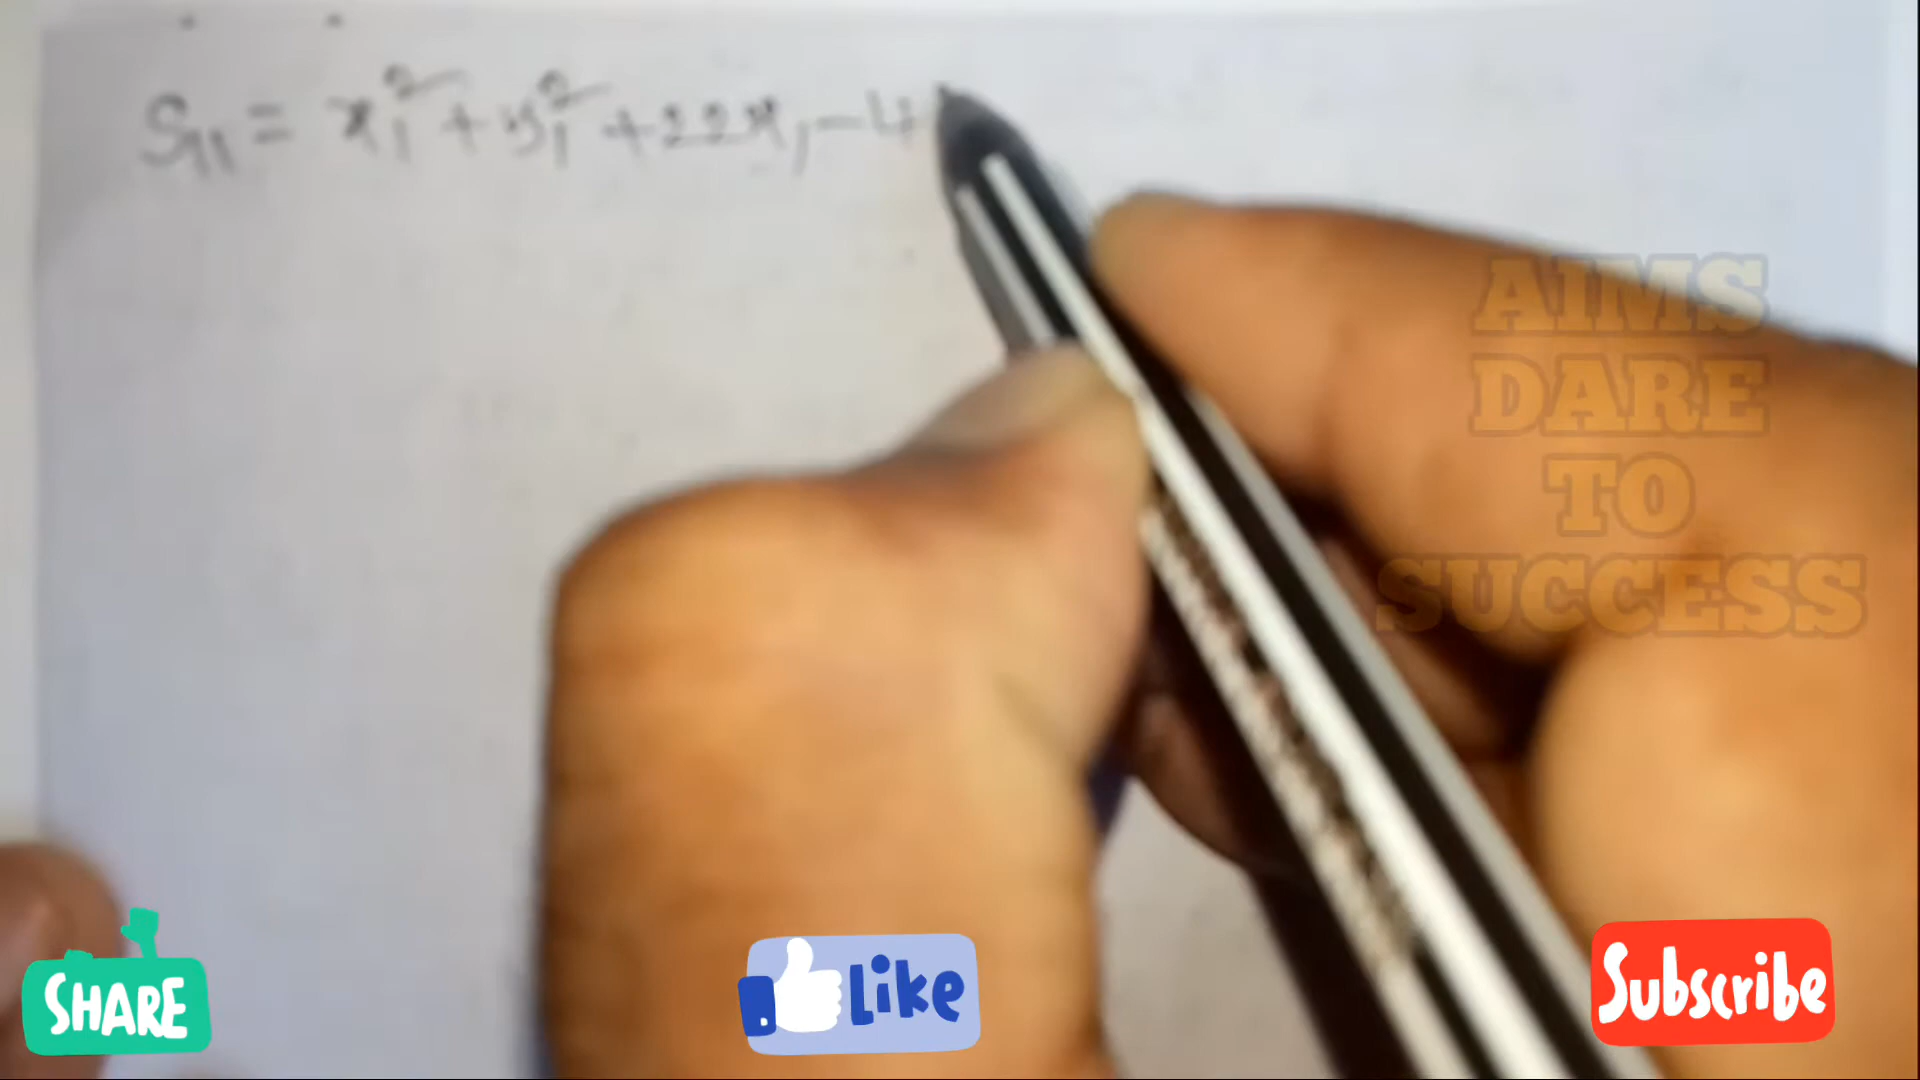 S₁₁ = x₁² + y₁² + 22x₁ - 4
AIMS
DARE
TO
SUCCESS
SHARE
Like
Subscribe